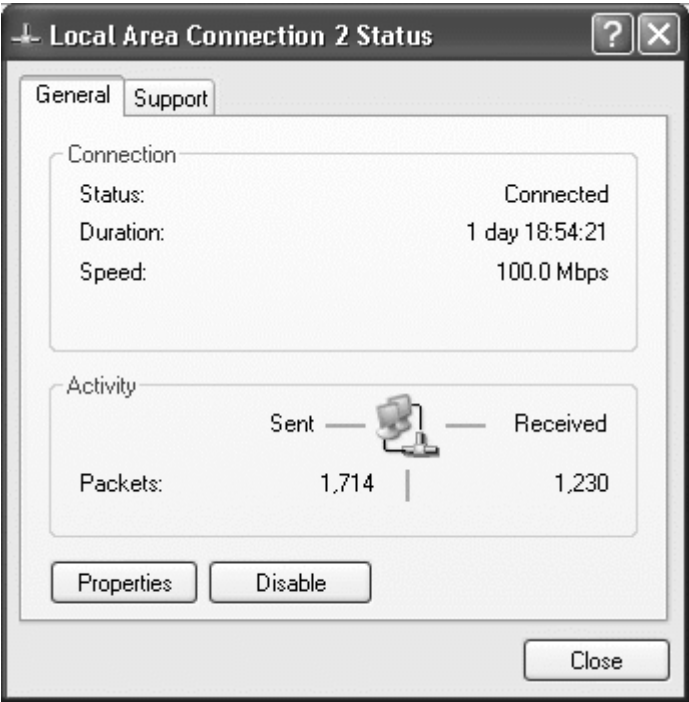 Local Area Connection 2 Status
General Support
Connection
Status: Connected
Duration: 1 day 18:54:21
Speed: 100.0 Mbps
Activity
Sent Received
Packets: 1,714 1,230
Properties Disable
Close